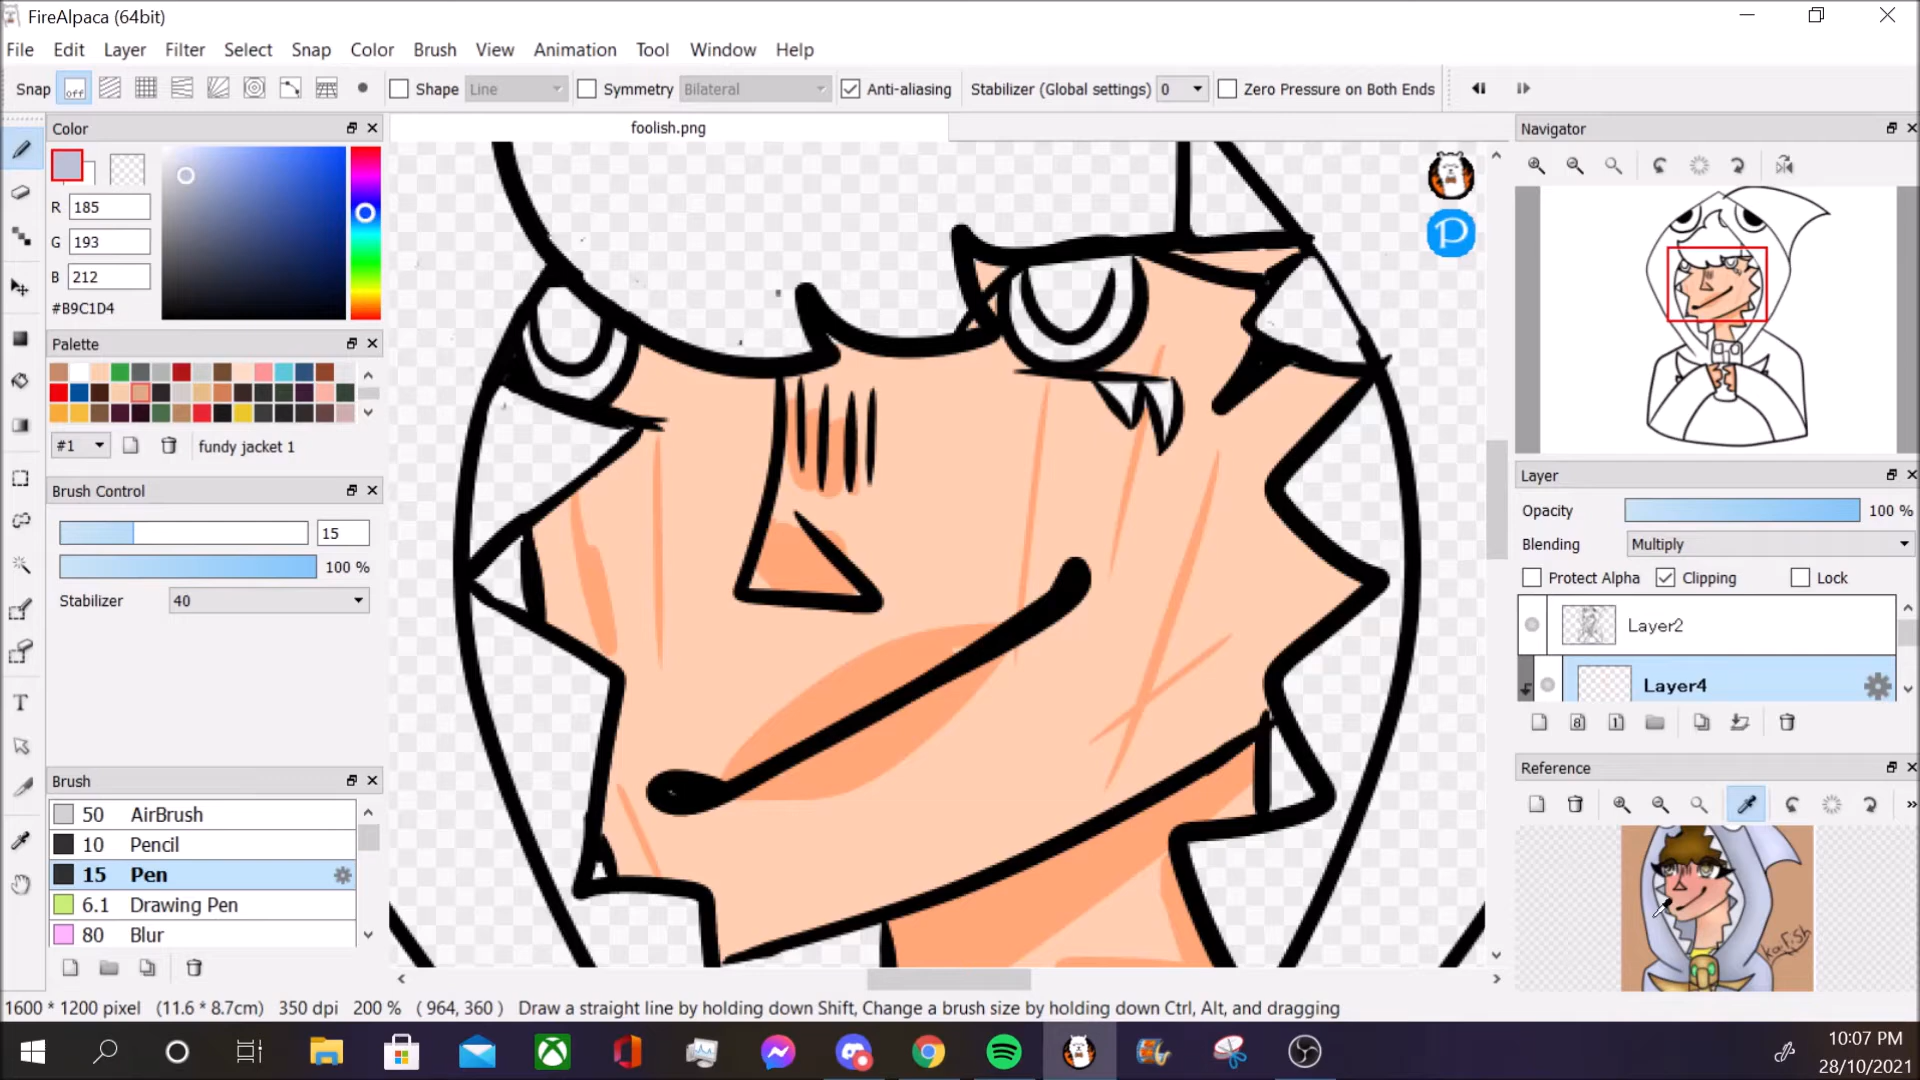 FireAlpaca (64bit)
File Edit Layer Filter Select Snap Color Brush View Animation Tool Window Help
Snap off Shape Line Symmetry Bilateral Anti-aliasing Stabilizer (Global settings) 0 Zero Pressure on Both Ends
Color
foolish.png
Navigator
R 185
G 193
B 212
#B9C1D4
Palette
#1 fundy jacket 1
Brush Control
15
100 %
Stabilizer 40
Layer
Opacity 100 %
Blending Multiply
Protect Alpha Clipping Lock
Layer2
Layer4
8 1
Reference
Brush
50 AirBrush
10 Pencil
15 Pen
6.1 Drawing Pen
80 Blur
1600 * 1200 pixel (11.6 * 8.7cm) 350 dpi 200 % ( 964, 360 ) Draw a straight line by holding down Shift, Change a brush size by holding down Ctrl, Alt, and dragging
10:07 PM
28/10/2021